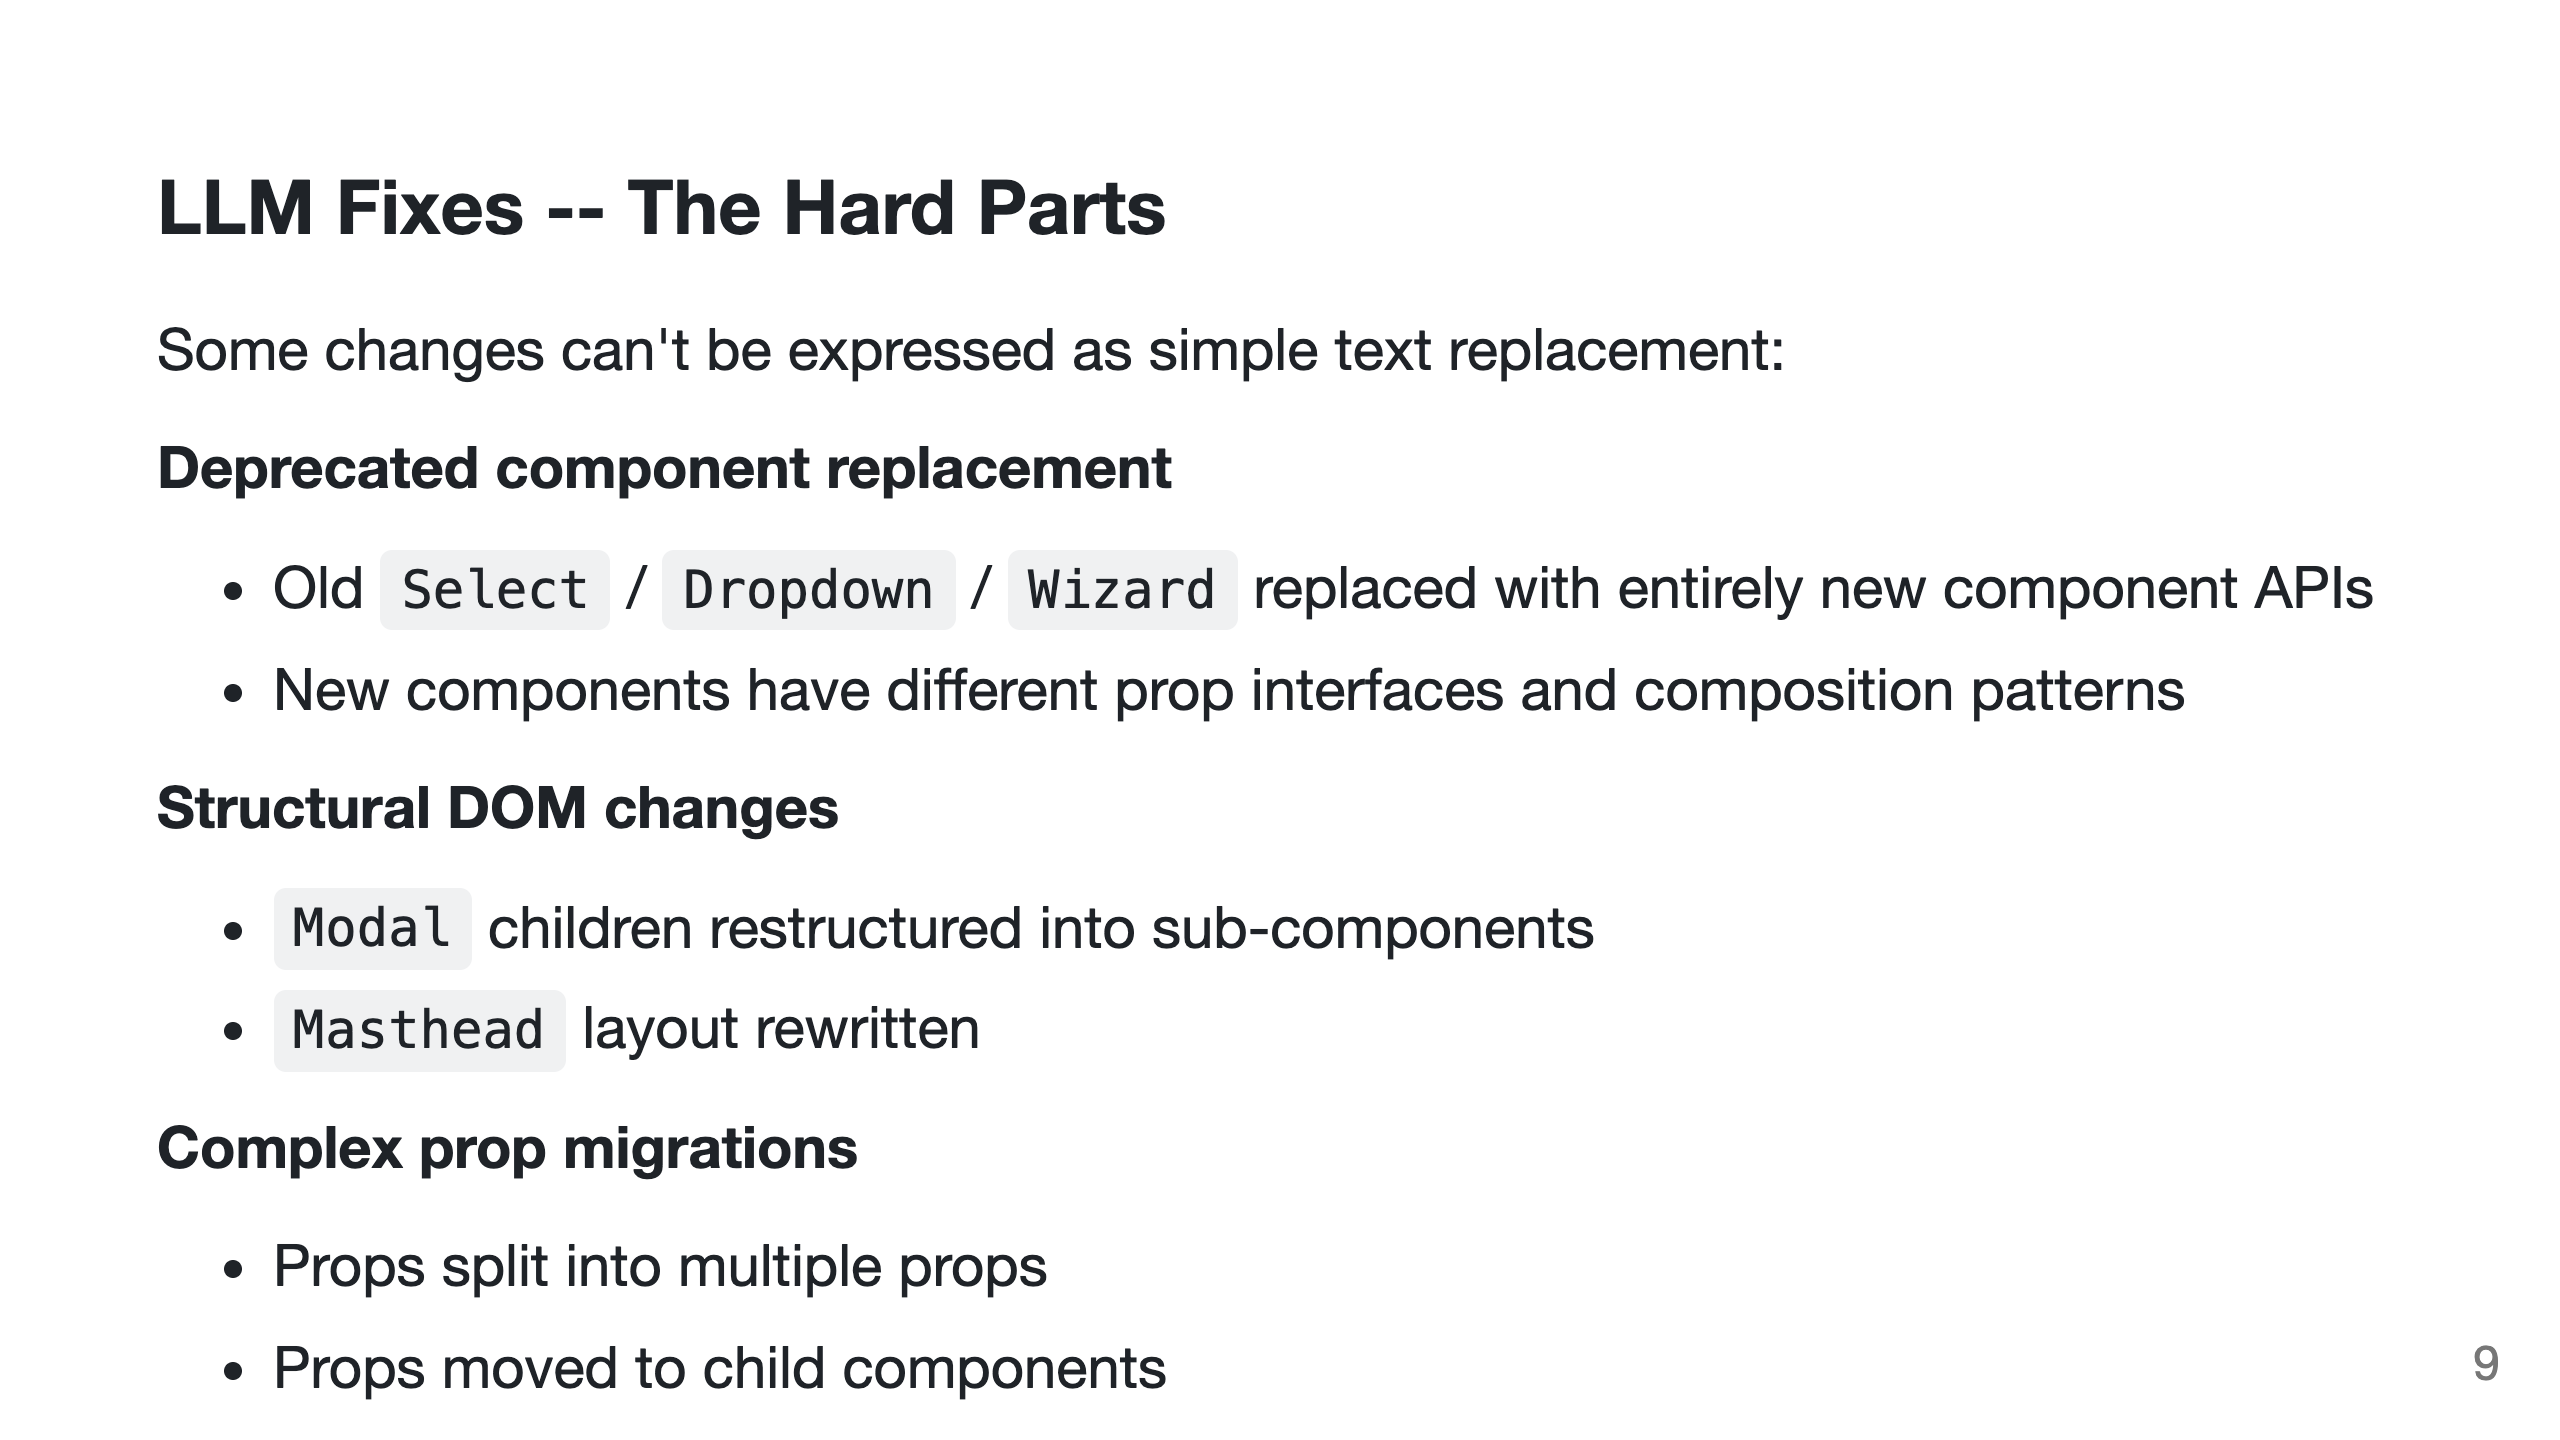 LLM Fixes -- The Hard Parts
Some changes can't be expressed as simple text replacement:
Deprecated component replacement
• Old Select / Dropdown / Wizard replaced with entirely new component APIs
• New components have different prop interfaces and composition patterns
Structural DOM changes
• Modal children restructured into sub-components
• Masthead layout rewritten
Complex prop migrations
• Props split into multiple props
• Props moved to child components
9